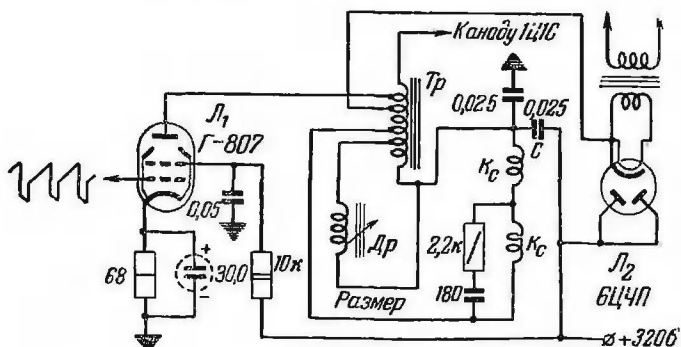 К аноду 1Ц1С
Тр
0,025
0,025
С
Л₁
Г-807
Кс
0,05
2,2к
Кс
Др
68
30,0
10к
180
Размер
Л₂
6Ц4П
+320в